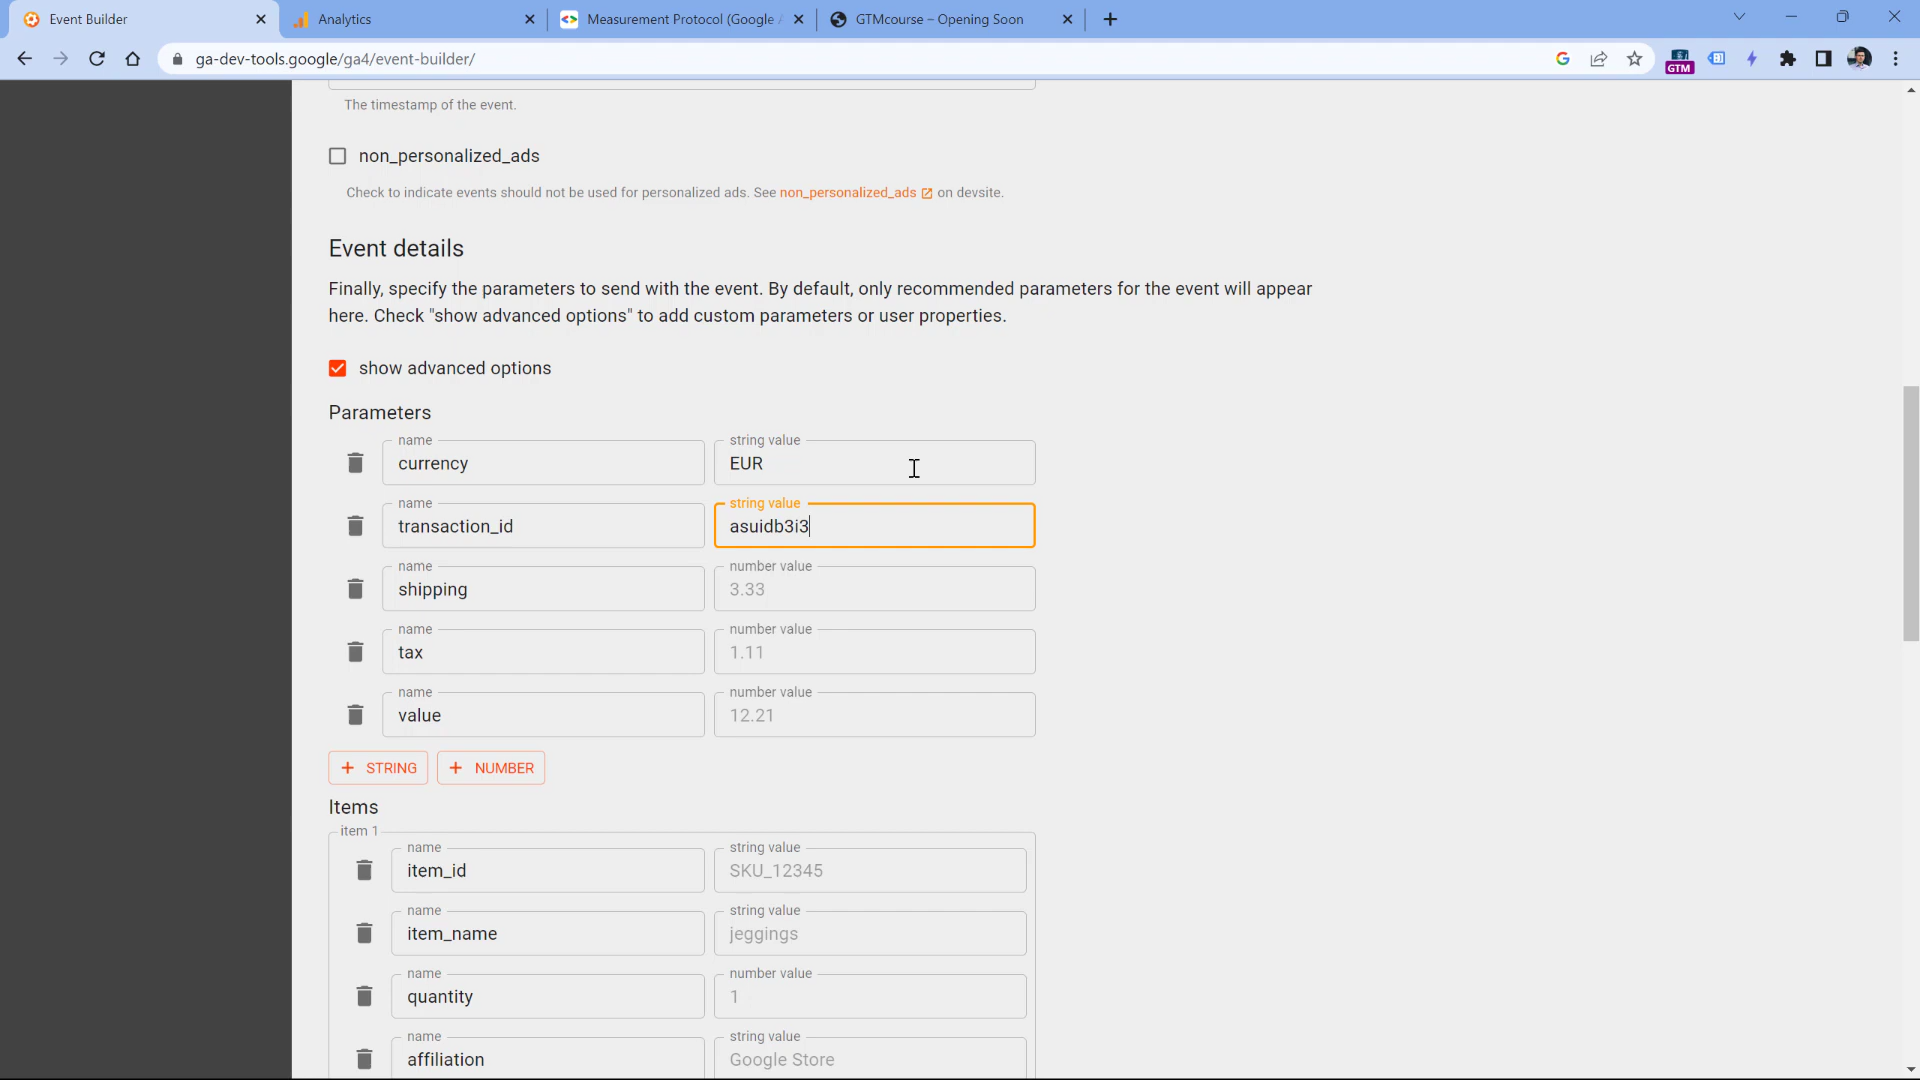 Event Builder
Analytics
Measurement Protocol (Google A
GTMcourse – Opening Soon
ga-dev-tools.google/ga4/event-builder/
GTM
The timestamp of the event.
non_personalized_ads
Check to indicate events should not be used for personalized ads. See non_personalized_ads on devsite.
Event details
Finally, specify the parameters to send with the event. By default, only recommended parameters for the event will appear
here. Check "show advanced options" to add custom parameters or user properties.
show advanced options
Parameters
name
string value
currency
EUR
name
string value
transaction_id
asuidb3i3
name
number value
shipping
3.33
name
number value
tax
1.11
name
number value
value
12.21
+ STRING
+ NUMBER
Items
item 1
name
string value
item_id
SKU_12345
name
string value
item_name
jeggings
name
number value
quantity
1
name
string value
affiliation
Google Store